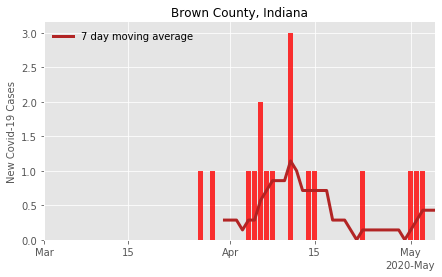 Brown County, Indiana
7 day moving average
New Covid-19 Cases
3.0
2.5
2.0
1.5
1.0
0.5
0.0
Mar 15 Apr 15 May
2020-May